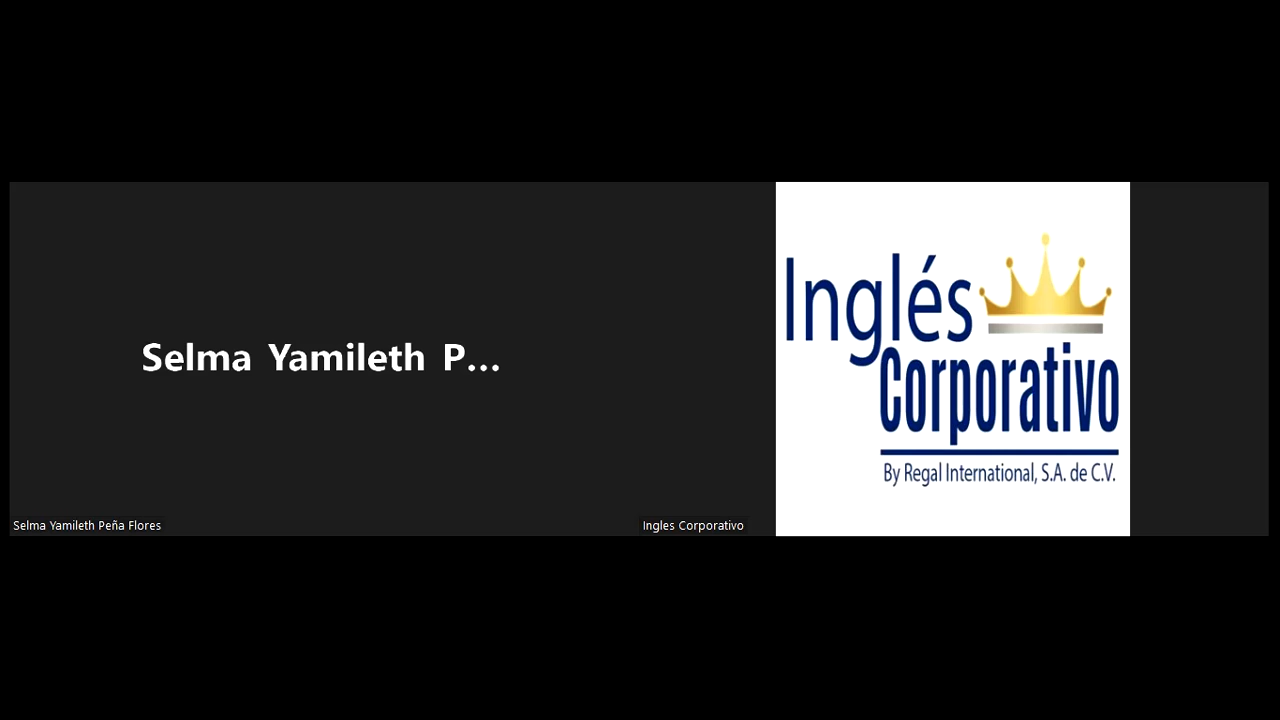 Selma Yamileth P...
Selma Yamileth Peña Flores
Inglés
Corporativo
By Regal International, S.A. de C.V.
Ingles Corporativo